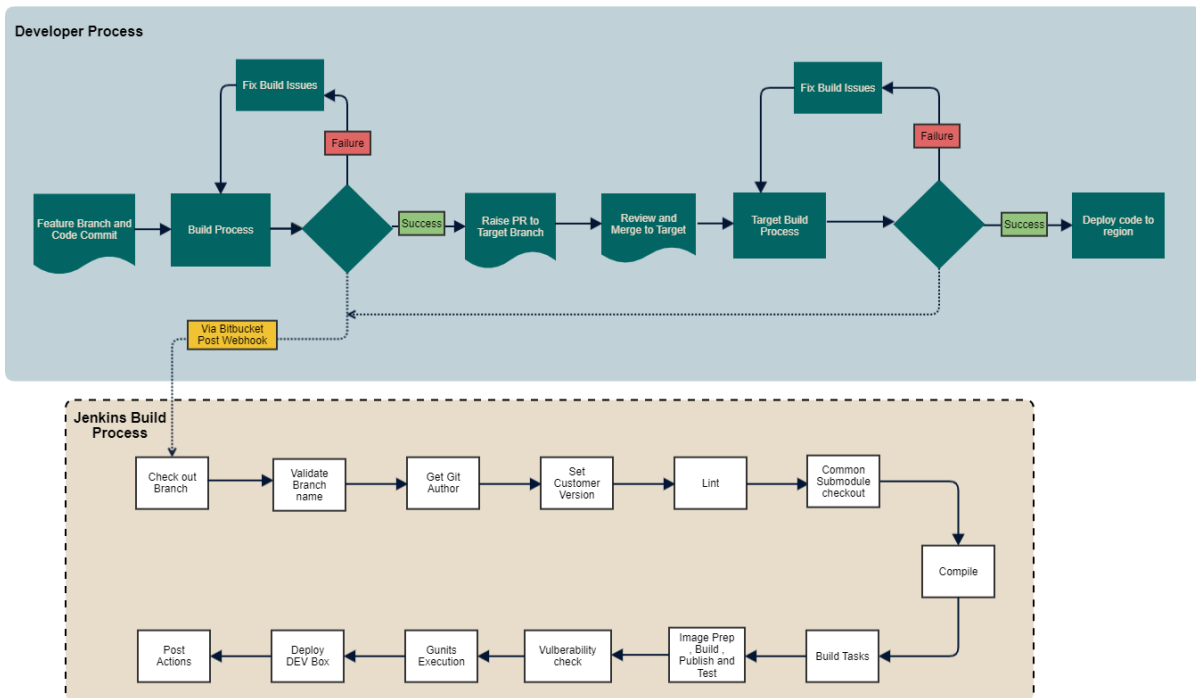 Developer Process
Fix Build Issues
Fix Build Issues
Failure
Failure
Feature Branch and
Code Commit
Build Process
Success
Raise PR to
Target Branch
Review and
Merge to Target
Target Build
Process
Success
Deploy code to
region
Via Bitbucket
Post Webhook
Jenkins Build
Process
Check out
Branch
Validate
Branch
name
Get Git
Author
Set
Customer
Version
Lint
Common
Submodule
checkout
Compile
Post
Actions
Deploy
DEV Box
Gunits
Execution
Vulberability
check
Image Prep
, Build ,
Publish and
Test
Build Tasks